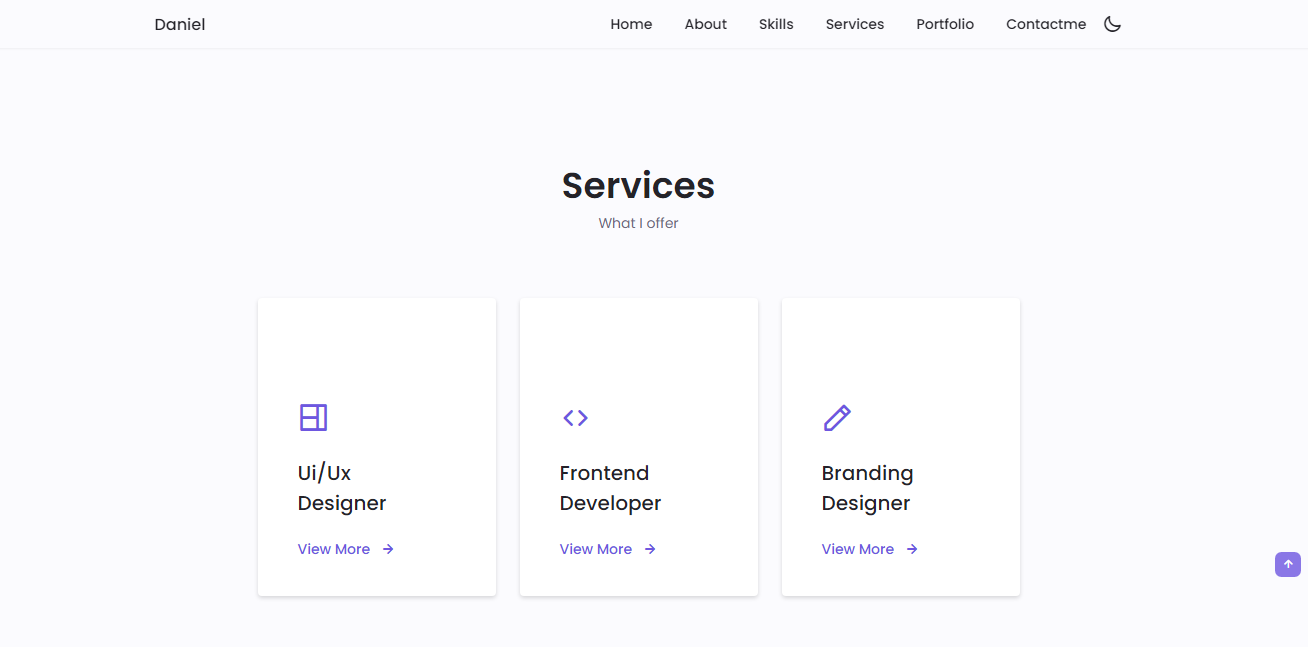 Daniel
Home
About
Skills
Services
Portfolio
Contactme
Services
What I offer
Ui/Ux
Designer
View More
Frontend
Developer
View More
Branding
Designer
View More